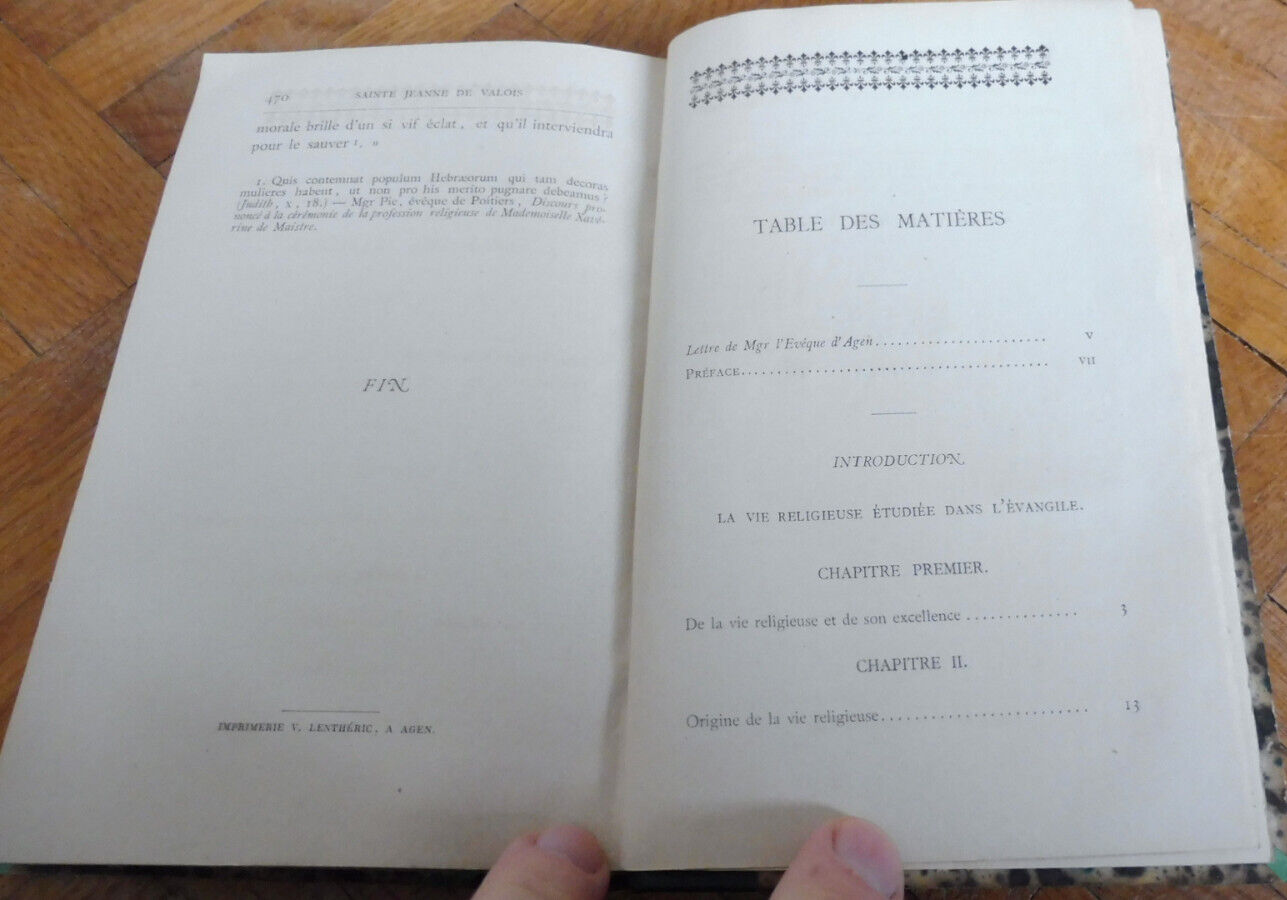 470 SAINTE JEANNE DE VALOIS
morale brille d'un si vif éclat, et qu'il interviendra
pour le sauver 1. »
1. Quis contemnat populum Hebræorum qui tam decoras
mulieres habent, ut non pro his merito pugnare debeamus?
(Judith, x, 18.) — Mgr Pie, évêque de Poitiers, Discours pro-
noncé à la cérémonie de la profession religieuse de Mademoiselle Xavé-
rine de Maistre.
FIN
IMPRIMERIE V. LENTHÉRIC, A AGEN.
TABLE DES MATIÈRES
Lettre de Mgr l'Evêque d'Agen....................... V
PRÉFACE......................................... VII
INTRODUCTION.
LA VIE RELIGIEUSE ÉTUDIÉE DANS L'ÉVANGILE.
CHAPITRE PREMIER.
De la vie religieuse et de son excellence .............. 3
CHAPITRE II.
Origine de la vie religieuse.......................... 13